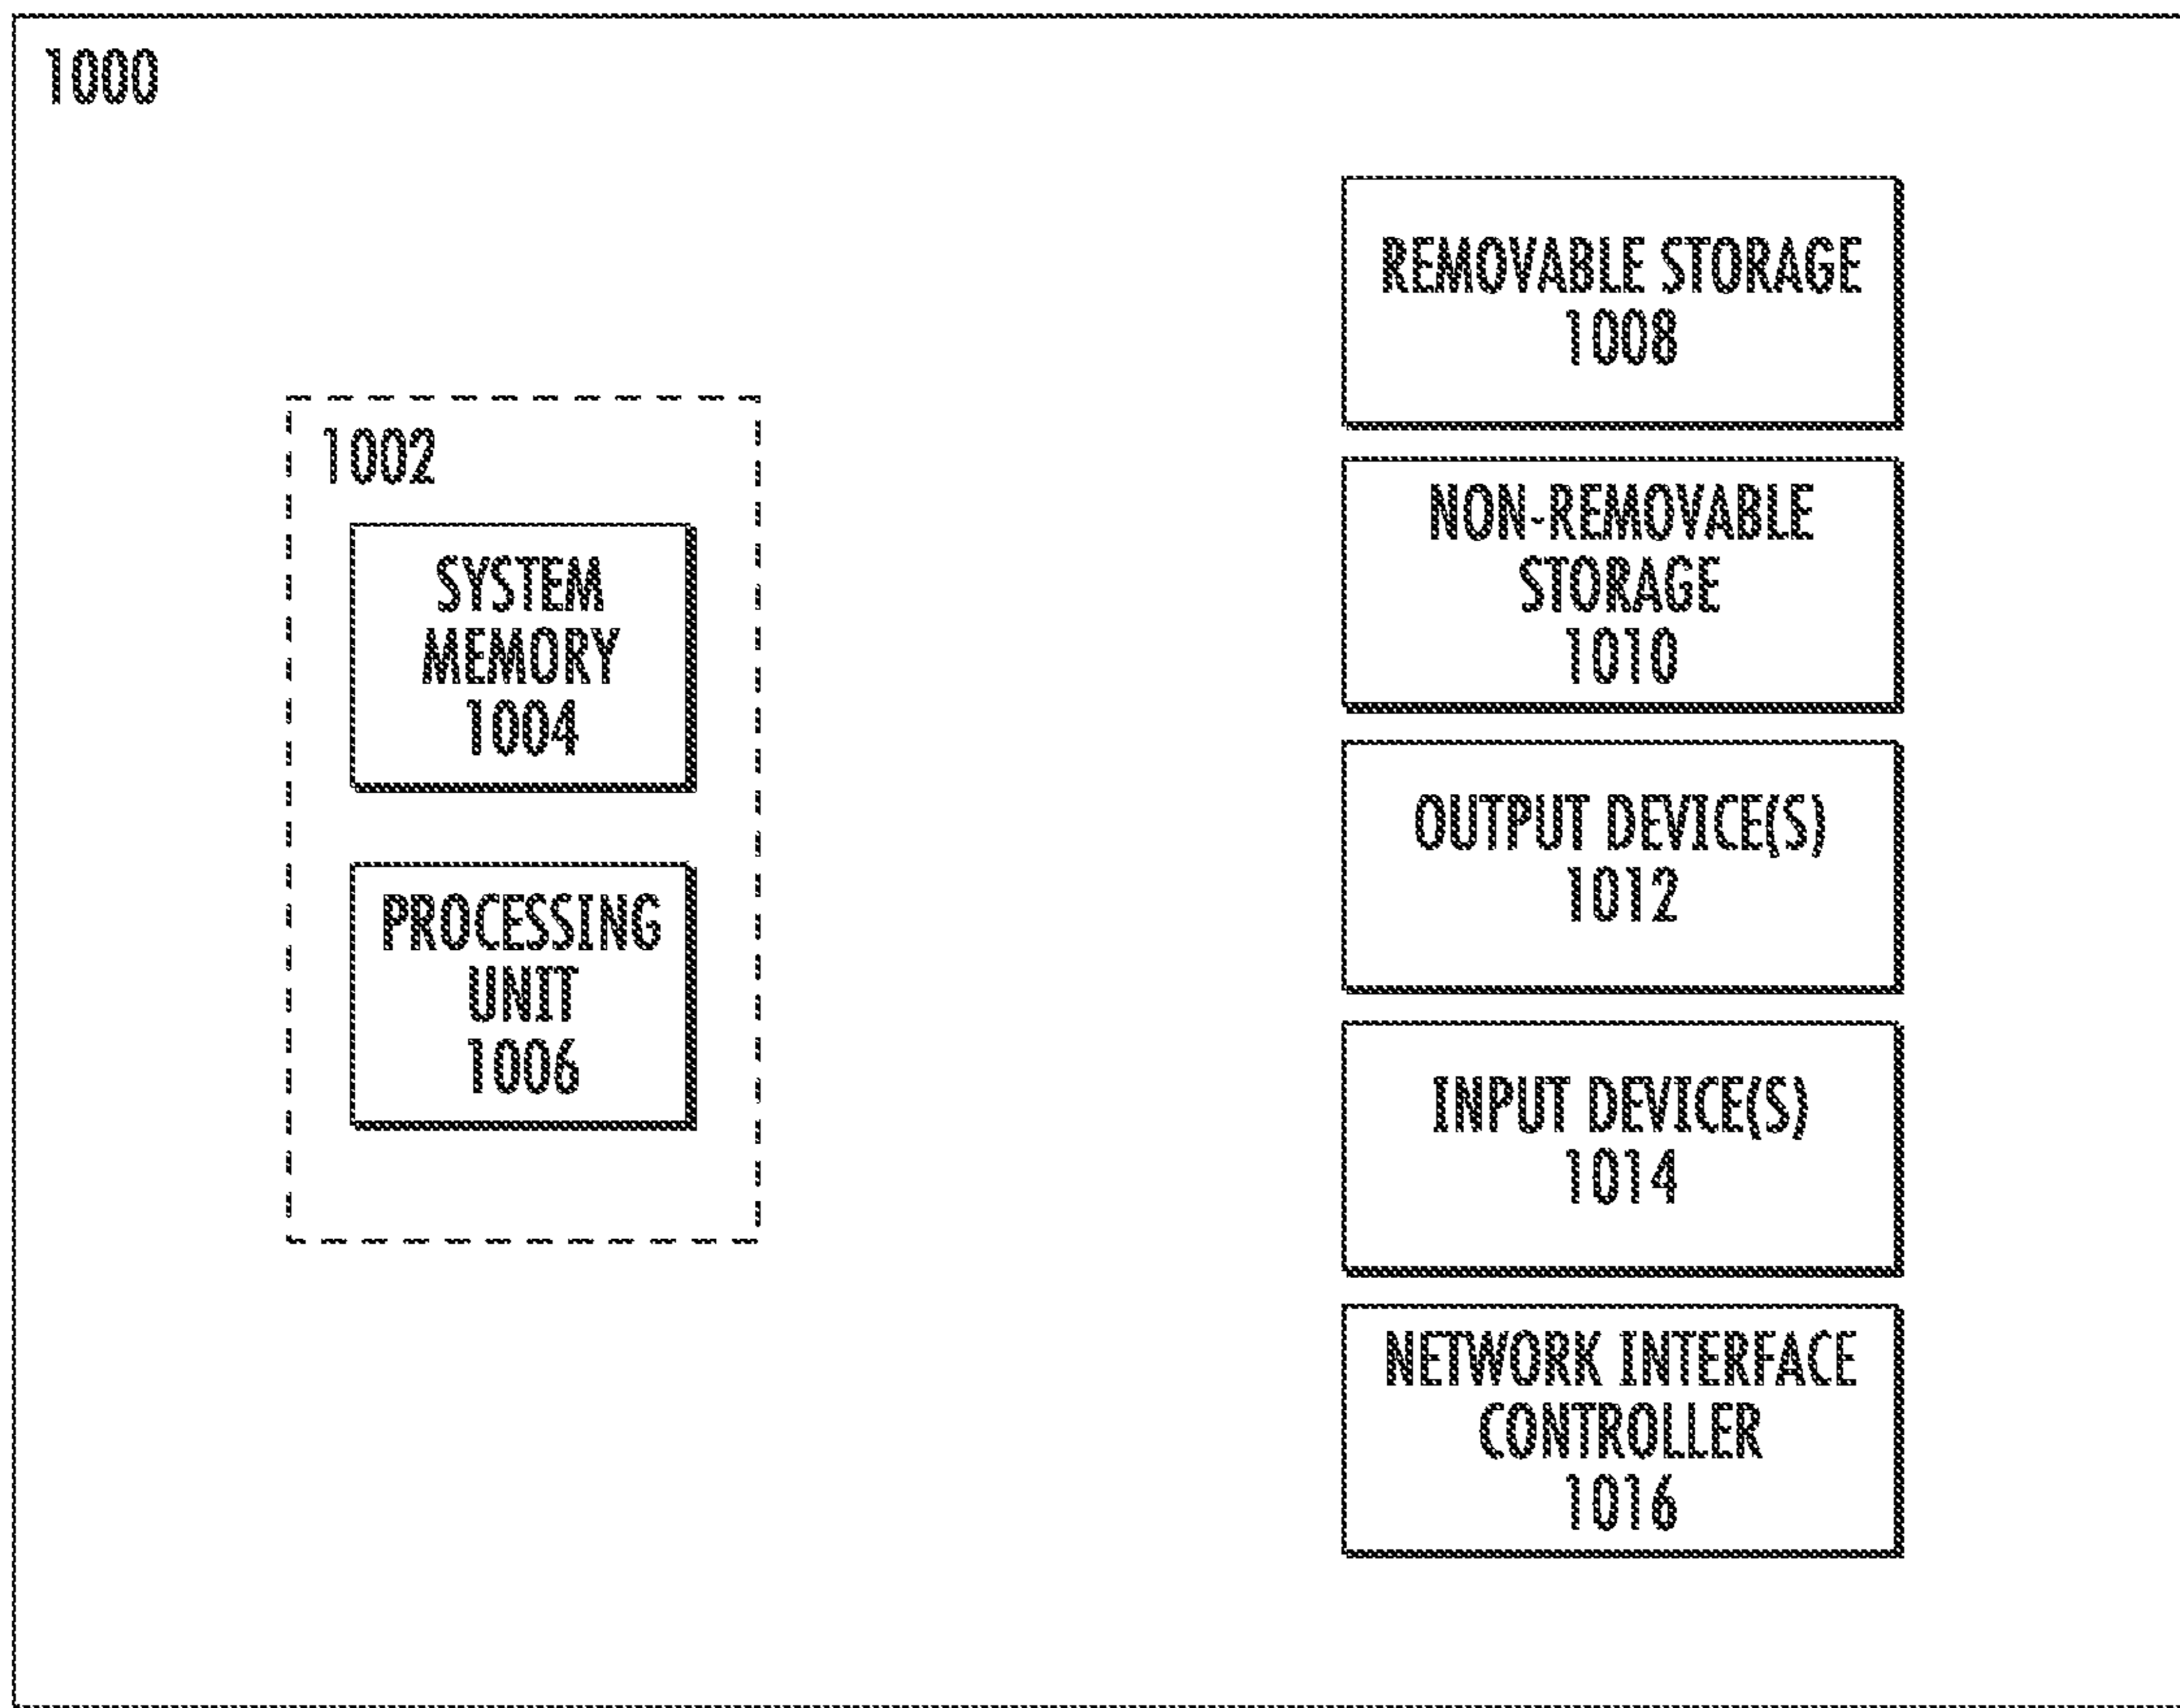 1000
1002
SYSTEM
MEMORY
1004
PROCESSING
UNIT
1006
REMOVABLE STORAGE
1008
NON-REMOVABLE
STORAGE
1010
OUTPUT DEVICE(S)
1012
INPUT DEVICE(S)
1014
NETWORK INTERFACE
CONTROLLER
1016